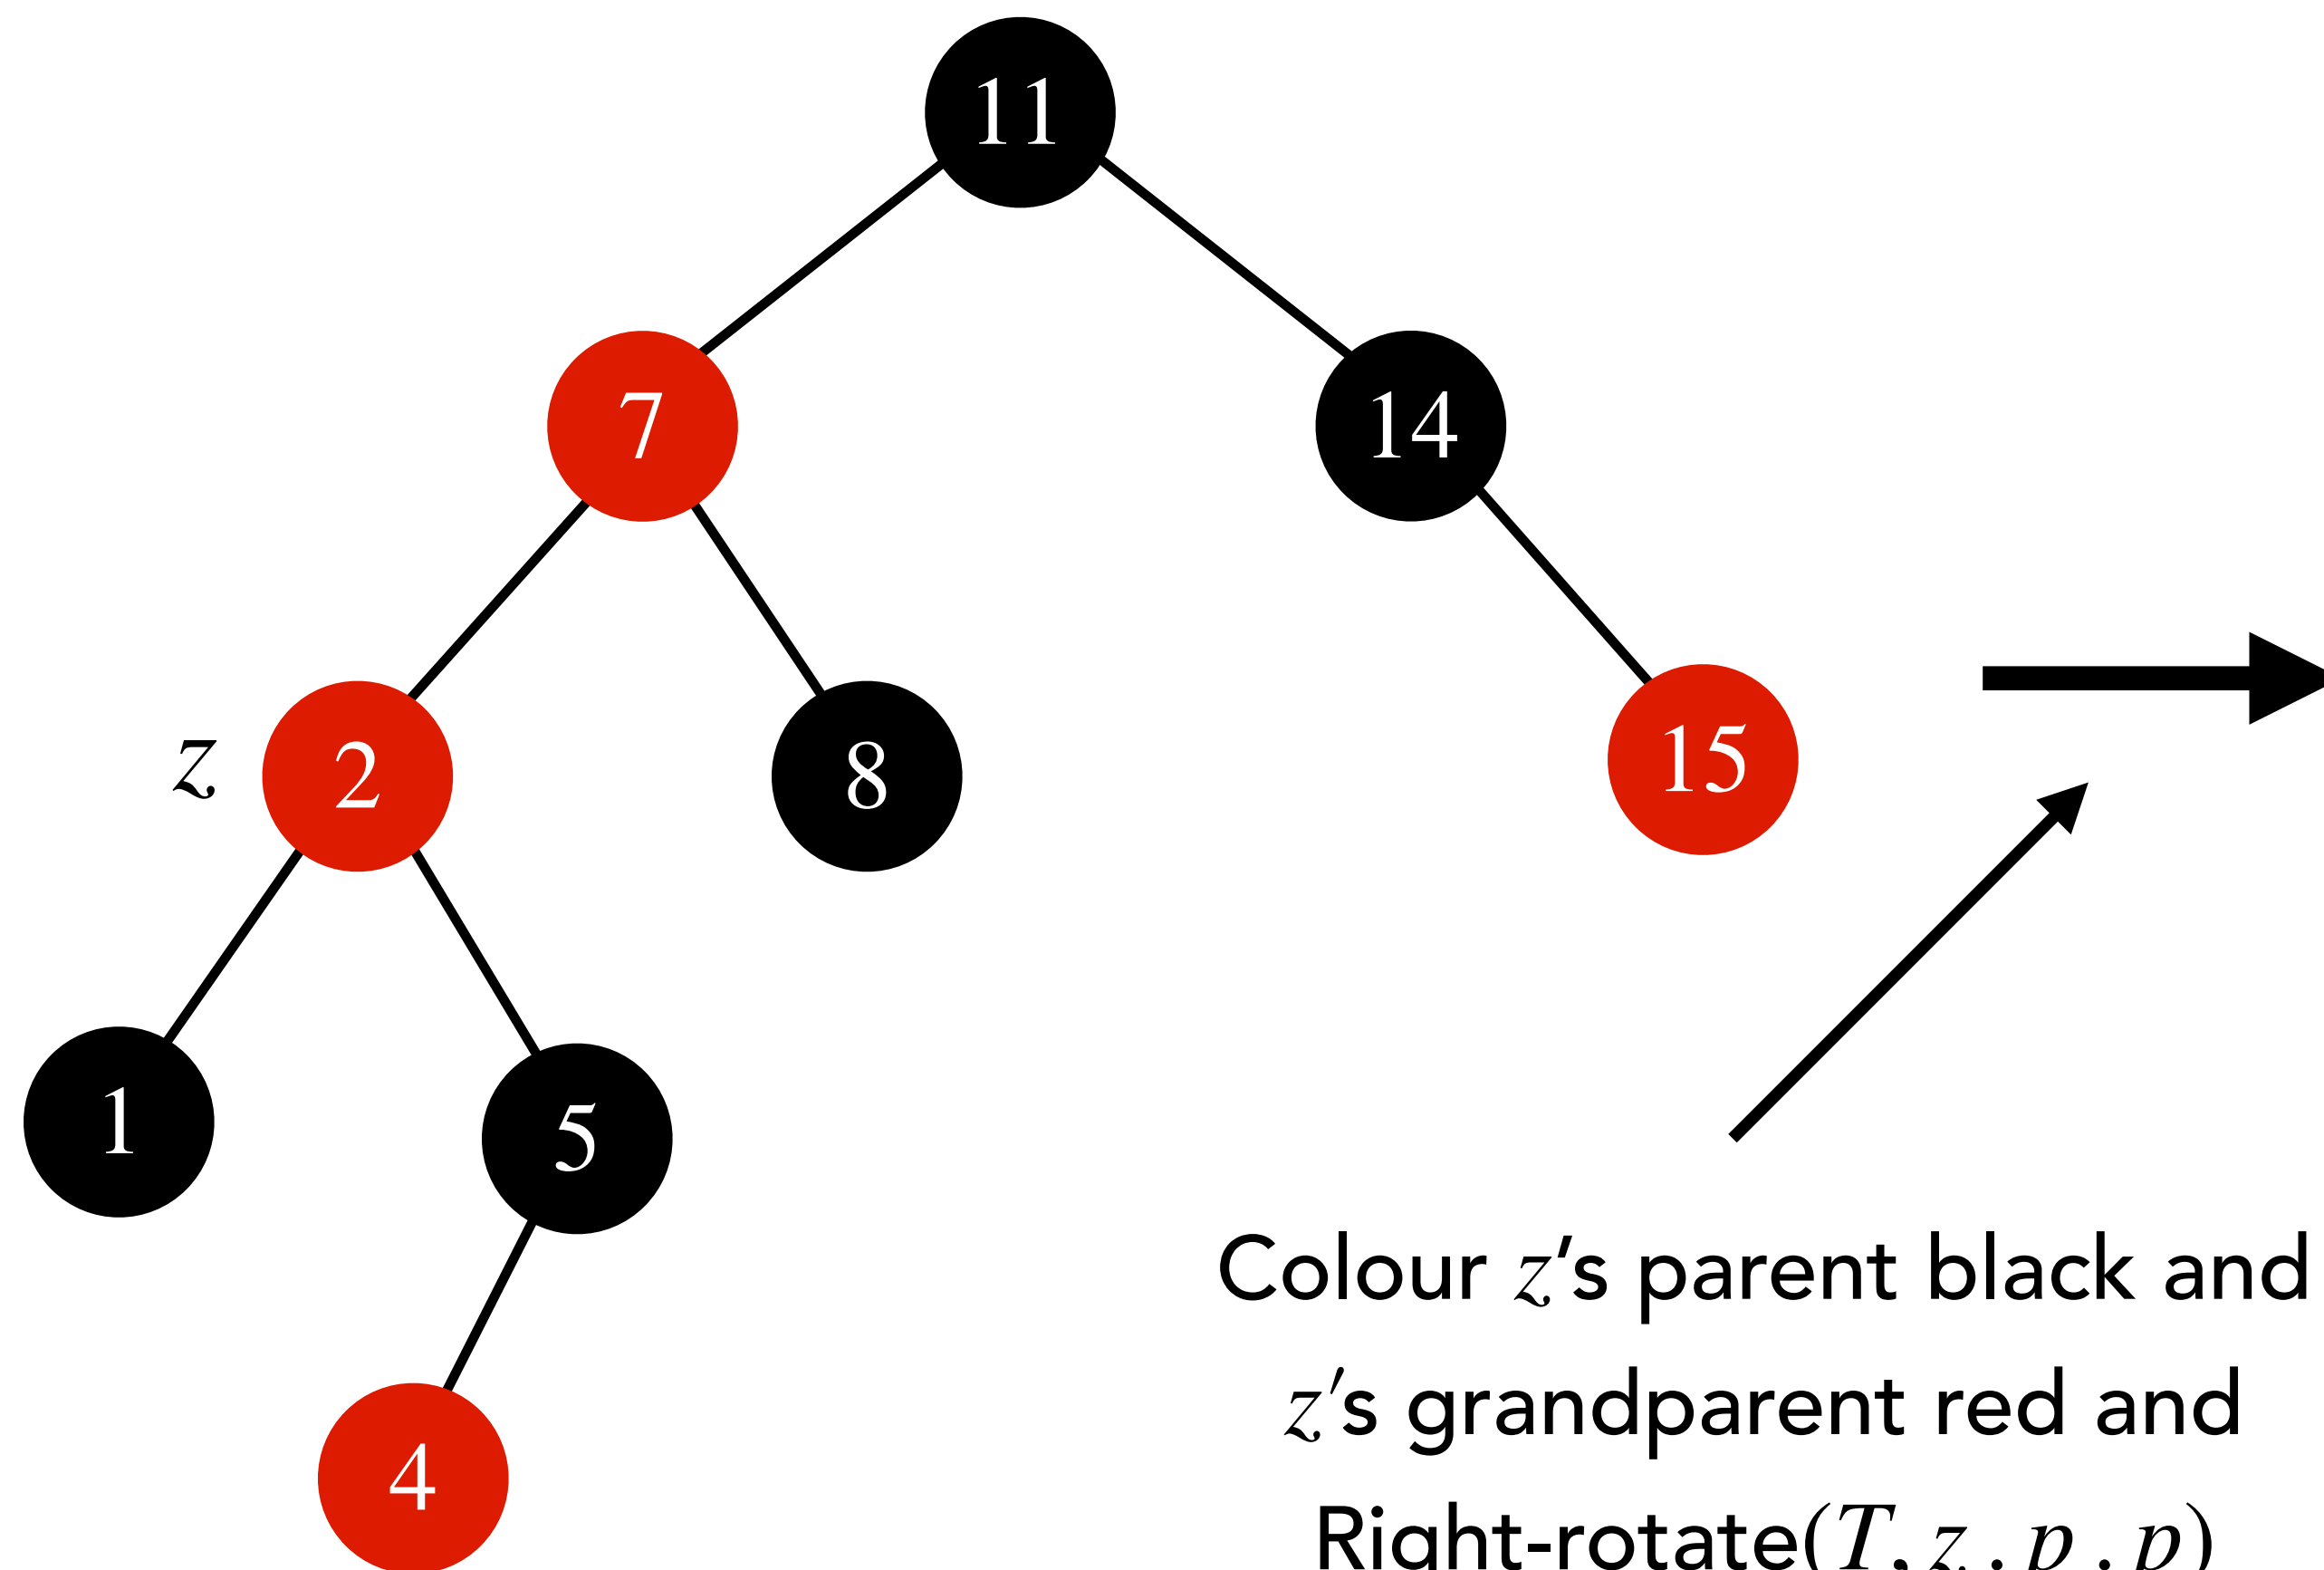 11
7
14
z
2
8
15
1
5
4
Colour z's parent black and
z's grandparent red and
Right-rotate(T, z.p.p)